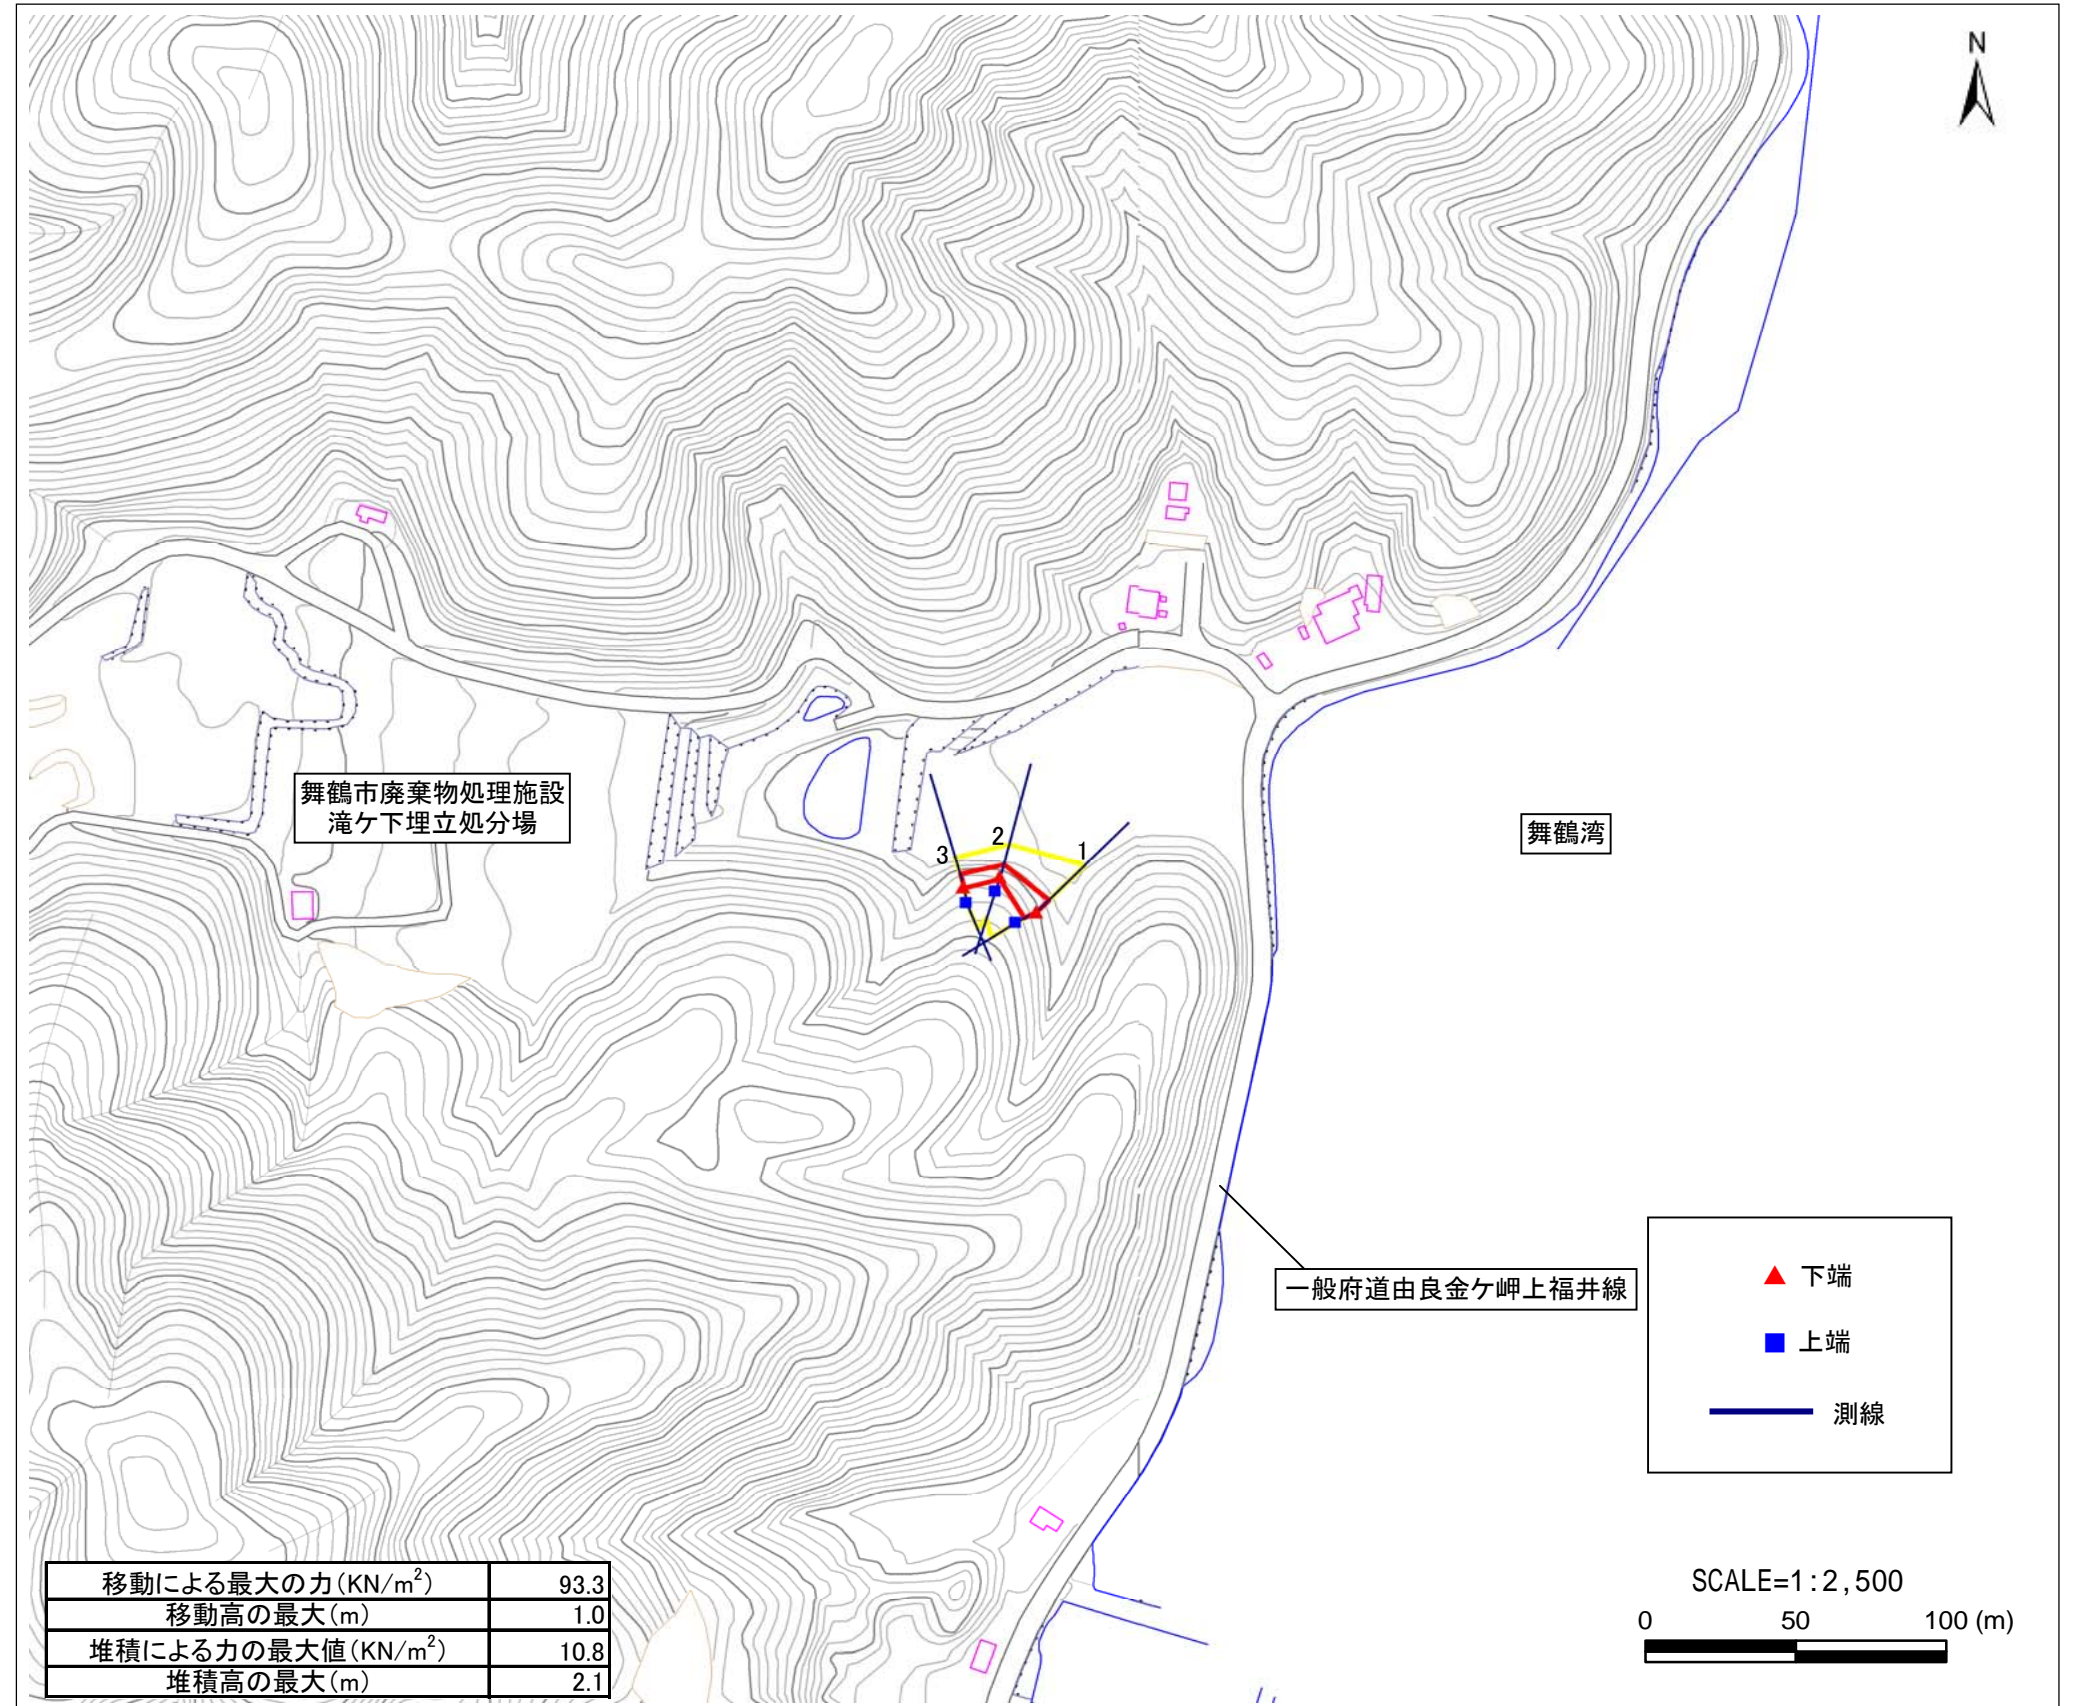 N
舞鶴市廃棄物処理施設
滝ケ下埋立処分場
舞鶴湾
2
3
1
一般府道由良金ケ岬上福井線
下端
上端
測線
SCALE=1:2,500
0 50 100 (m)
移動による最大の力(KN/m²) 93.3
移動高の最大(m) 1.0
堆積による力の最大値(KN/m²) 10.8
堆積高の最大(m) 2.1